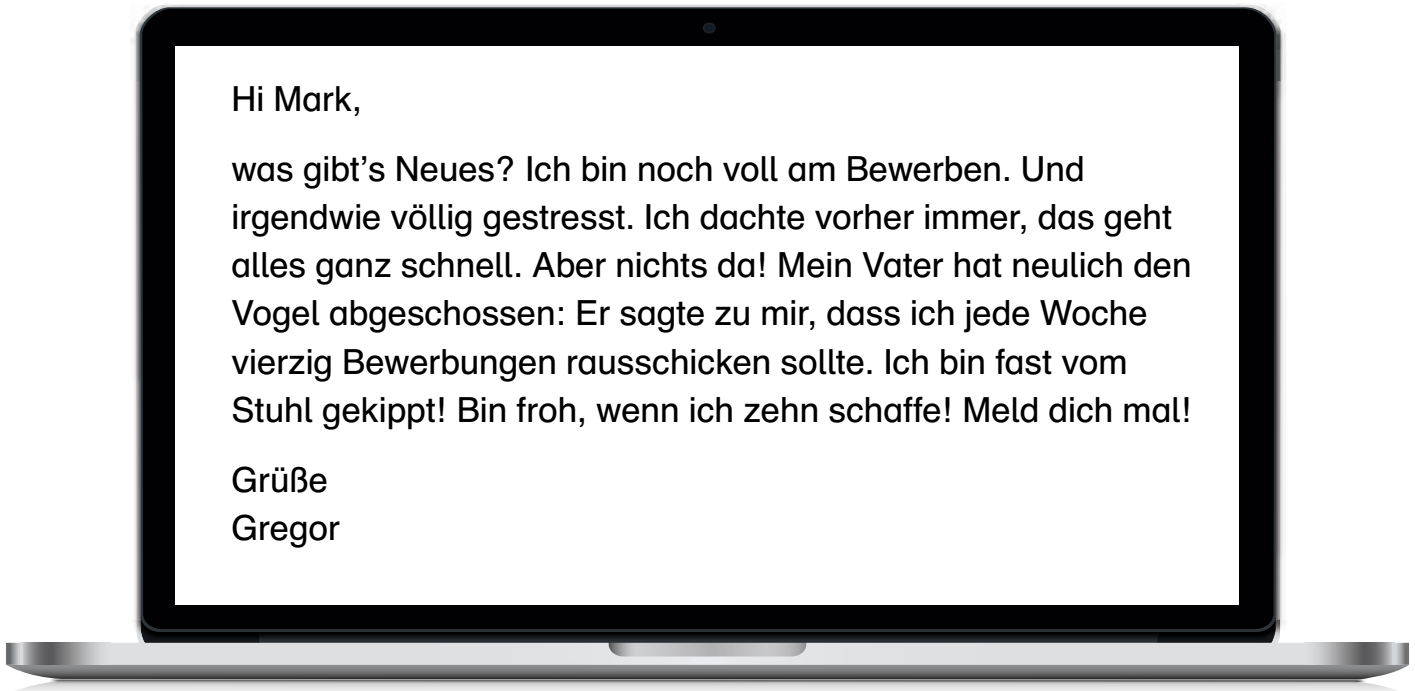 Hi Mark,
was gibt’s Neues? Ich bin noch voll am Bewerben. Und
irgendwie völlig gestresst. Ich dachte vorher immer, das geht
alles ganz schnell. Aber nichts da! Mein Vater hat neulich den
Vogel abgeschossen: Er sagte zu mir, dass ich jede Woche
vierzig Bewerbungen rausschicken sollte. Ich bin fast vom
Stuhl gekippt! Bin froh, wenn ich zehn schaffe! Meld dich mal!
Grüße
Gregor